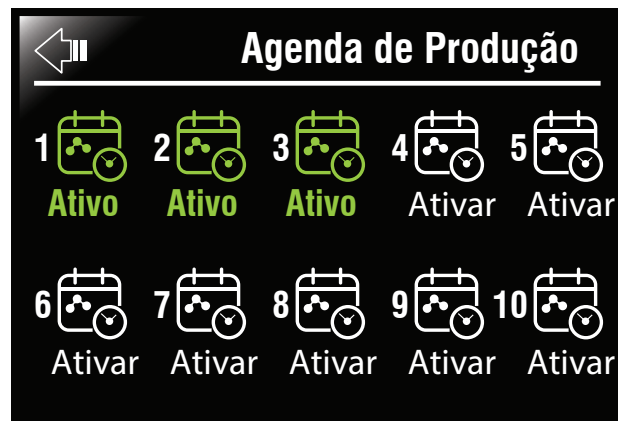 Agenda de Produção
1 2 3 4 5
Ativo Ativo Ativo Ativar Ativar
6 7 8 9 10
Ativar Ativar Ativar Ativar Ativar